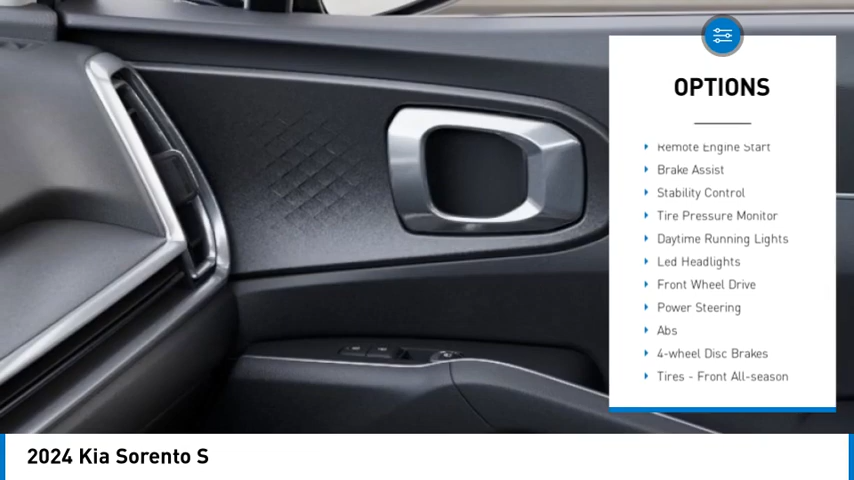 OPTIONS
Remote Engine Start
Brake Assist
Stability Control
Tire Pressure Monitor
Daytime Running Lights
Led Headlights
Front Wheel Drive
Power Steering
Abs
4-wheel Disc Brakes
Tires - Front All-season
2024 Kia Sorento S